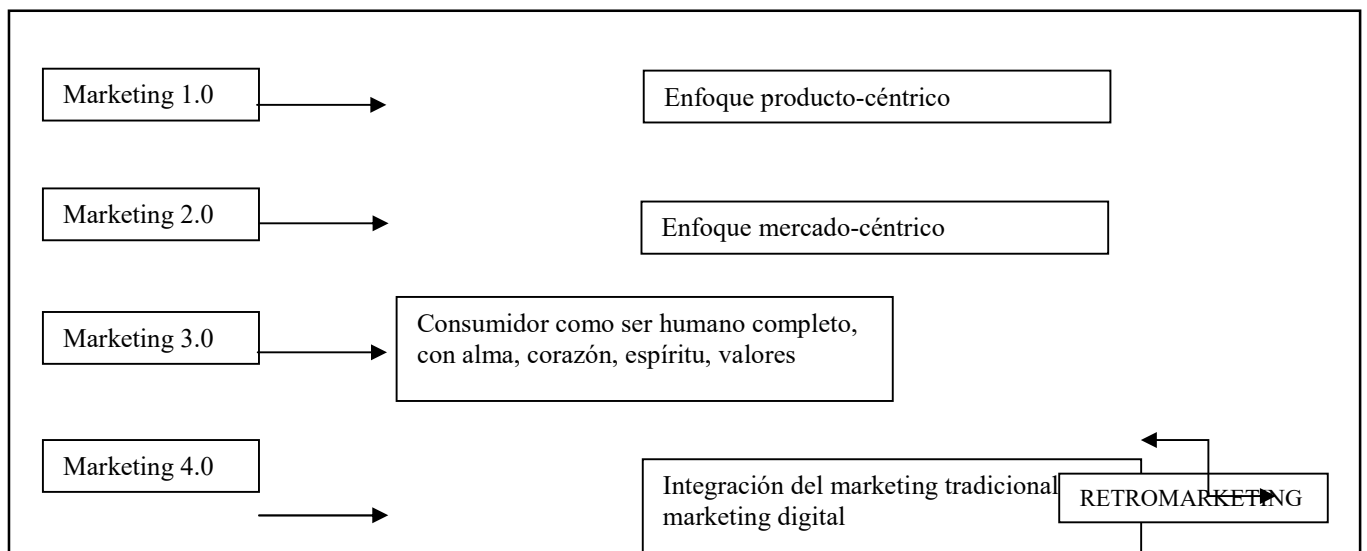 Marketing 1.0
Enfoque producto-céntrico
Marketing 2.0
Enfoque mercado-céntrico
Marketing 3.0
Consumidor como ser humano completo,
con alma, corazón, espíritu, valores
Marketing 4.0
Integración del marketing tradicional
marketing digital
RETROMARKETING